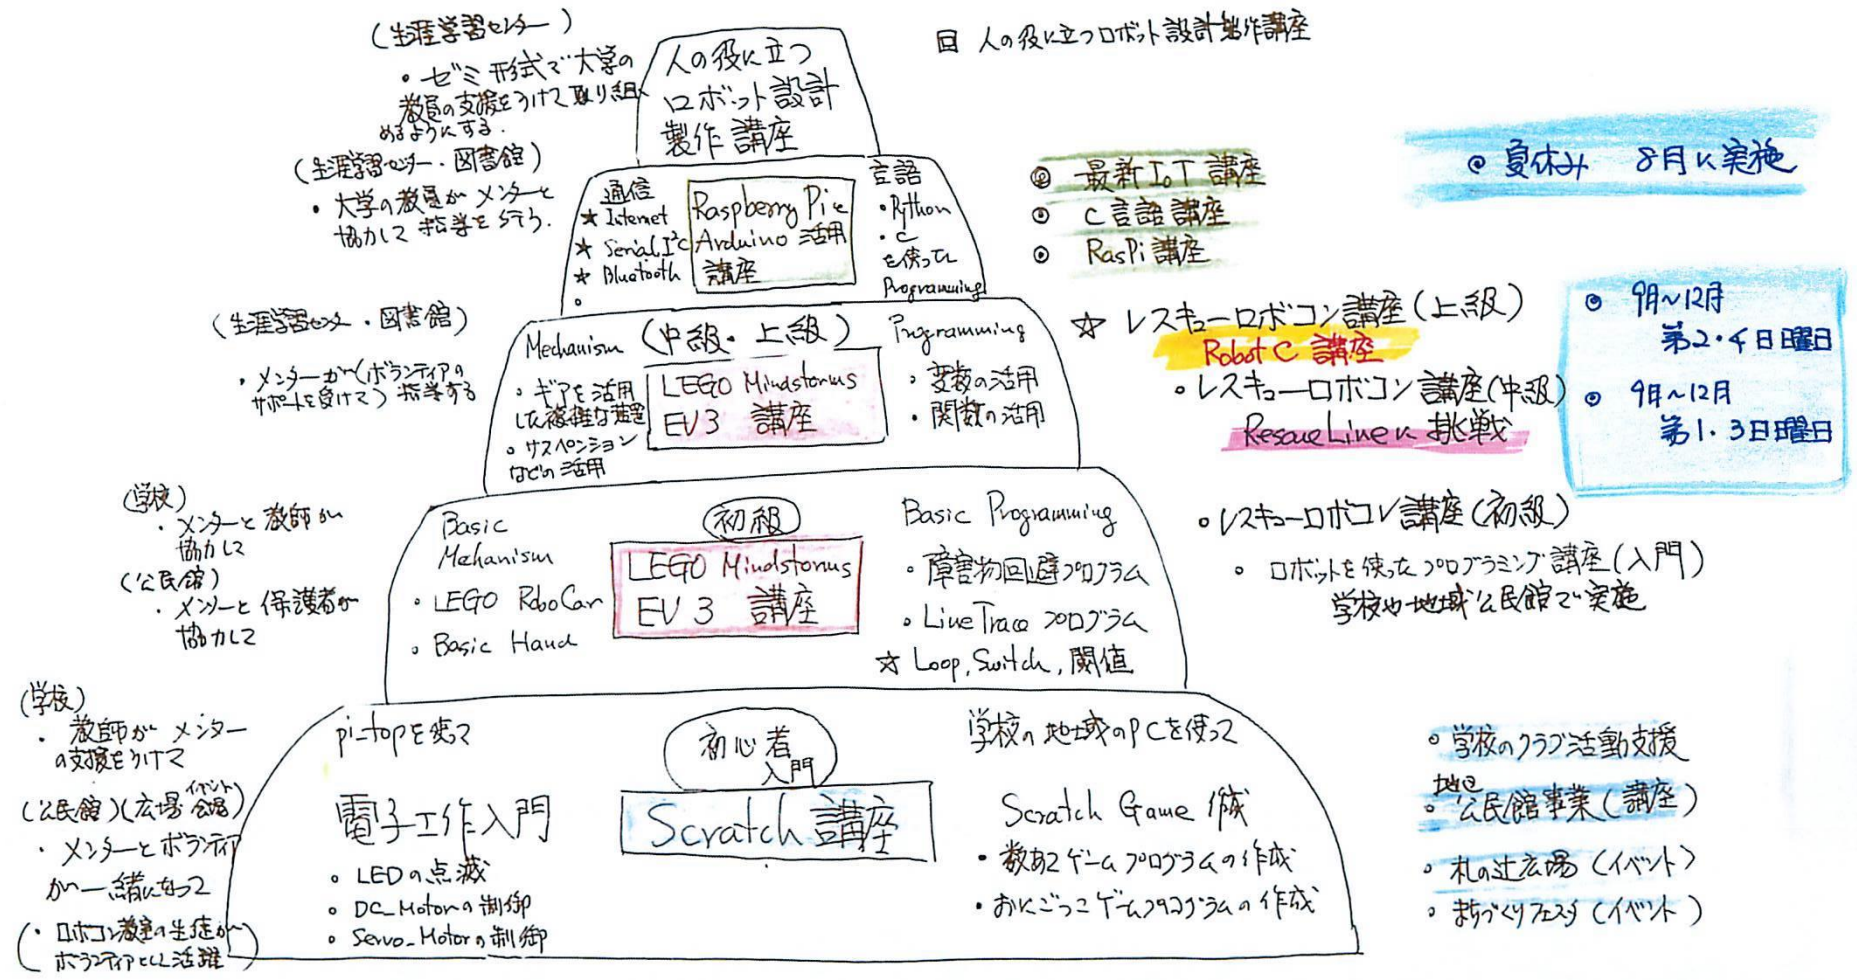 (生涯学習センター)
・ゼミ形式で大学の
教員の支援をうけて取り組
めるようにする.
人の役に立つ
ロボット設計
製作講座
回 人の役に立つロボット設計製作講座
(生涯学習センター・図書館)
・大学の教員が メンターと
協力して 指導を行う.
通信
☆ Internet
☆ Serial, I²C
☆ Bluetooth
Raspberry Pie
Arduino 活用
講座
言語
・Python
・C
を使って
Programming
◎ 最新IoT講座
◎ C言語講座
◎ RasPi講座
◎ 夏休み 8月に実施
(生涯学習センター・図書館)
・メンターが(ボランティアの
サポートを受けて)指導する
(中級・上級)
Mechanism
・ギアを活用
した複雑な装置
・サスペンション
などの活用
LEGO Mindstorms
EV3 講座
Programming
・変数の活用
・関数の活用
☆ レスキューロボコン講座(上級)
Robot C 講座
・レスキューロボコン講座(中級)
Rescue Lineに挑戦
◎ 9月~12月
第2・4日曜日
◎ 9月~12月
第1・3日曜日
(学校)
・メンターと教師が
協力して
(公民館)
・メンターと保護者が
協力して
初級
Basic
Mechanism
・LEGO RoboCar
・Basic Hand
LEGO Mindstorms
EV3 講座
Basic Programming
・障害物回避プログラム
・LineTrace プログラム
☆ Loop, Switch, 閾値
・レスキューロボコン講座(初級)
・ロボットを使ったプログラミング講座(入門)
学校や地域公民館で実施
(学校)
・教師がメンター
の支援をうけて
(公民館)(広場 イベント会場)
・メンターとボランティア
が一緒になって
(・ロボコン教室の生徒が
ボランティアとして活躍)
初心者
入門
pi-topを使って
電子工作入門
・LEDの点滅
・DC-Motorの制御
・Servo-Motorの制御
Scratch講座
学校の地域のPCを使って
Scratch Game 作成
・数あてゲームプログラムの作成
・おにごっこゲームプログラムの作成
・学校のクラブ活動支援
地区
・公民館事業(講座)
・札の辻広場(イベント)
・まちづくりフェスタ(イベント)